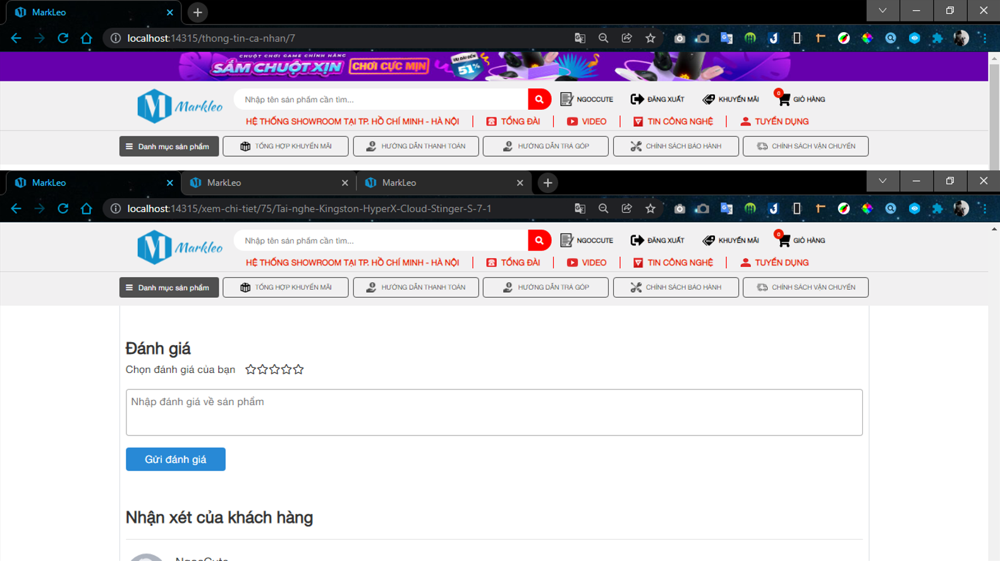 MarkLeo
localhost:14315/thong-tin-ca-nhan/7
CHUỘT CHƠI GAME CHÍNH HÃNG
SẮM CHUỘT XỊN CHƠI CỰC MỊN ƯU ĐÃI ĐẾN 51%
Markleo
Nhập tên sản phẩm cần tìm...
NGOCCUTE ĐĂNG XUẤT KHUYẾN MÃI 0 GIỎ HÀNG
HỆ THỐNG SHOWROOM TẠI TP. HỒ CHÍ MINH - HÀ NỘI TỔNG ĐÀI VIDEO TIN CÔNG NGHỆ TUYỂN DỤNG
Danh mục sản phẩm TỔNG HỢP KHUYẾN MÃI HƯỚNG DẪN THANH TOÁN HƯỚNG DẪN TRẢ GÓP CHÍNH SÁCH BẢO HÀNH CHÍNH SÁCH VẬN CHUYỂN
MarkLeo MarkLeo MarkLeo
localhost:14315/xem-chi-tiet/75/Tai-nghe-Kingston-HyperX-Cloud-Stinger-S-7-1
Markleo
Nhập tên sản phẩm cần tìm...
NGOCCUTE ĐĂNG XUẤT KHUYẾN MÃI 0 GIỎ HÀNG
HỆ THỐNG SHOWROOM TẠI TP. HỒ CHÍ MINH - HÀ NỘI TỔNG ĐÀI VIDEO TIN CÔNG NGHỆ TUYỂN DỤNG
Danh mục sản phẩm TỔNG HỢP KHUYẾN MÃI HƯỚNG DẪN THANH TOÁN HƯỚNG DẪN TRẢ GÓP CHÍNH SÁCH BẢO HÀNH CHÍNH SÁCH VẬN CHUYỂN
Đánh giá
Chọn đánh giá của bạn
Nhập đánh giá về sản phẩm
Gửi đánh giá
Nhận xét của khách hàng
NgocCute